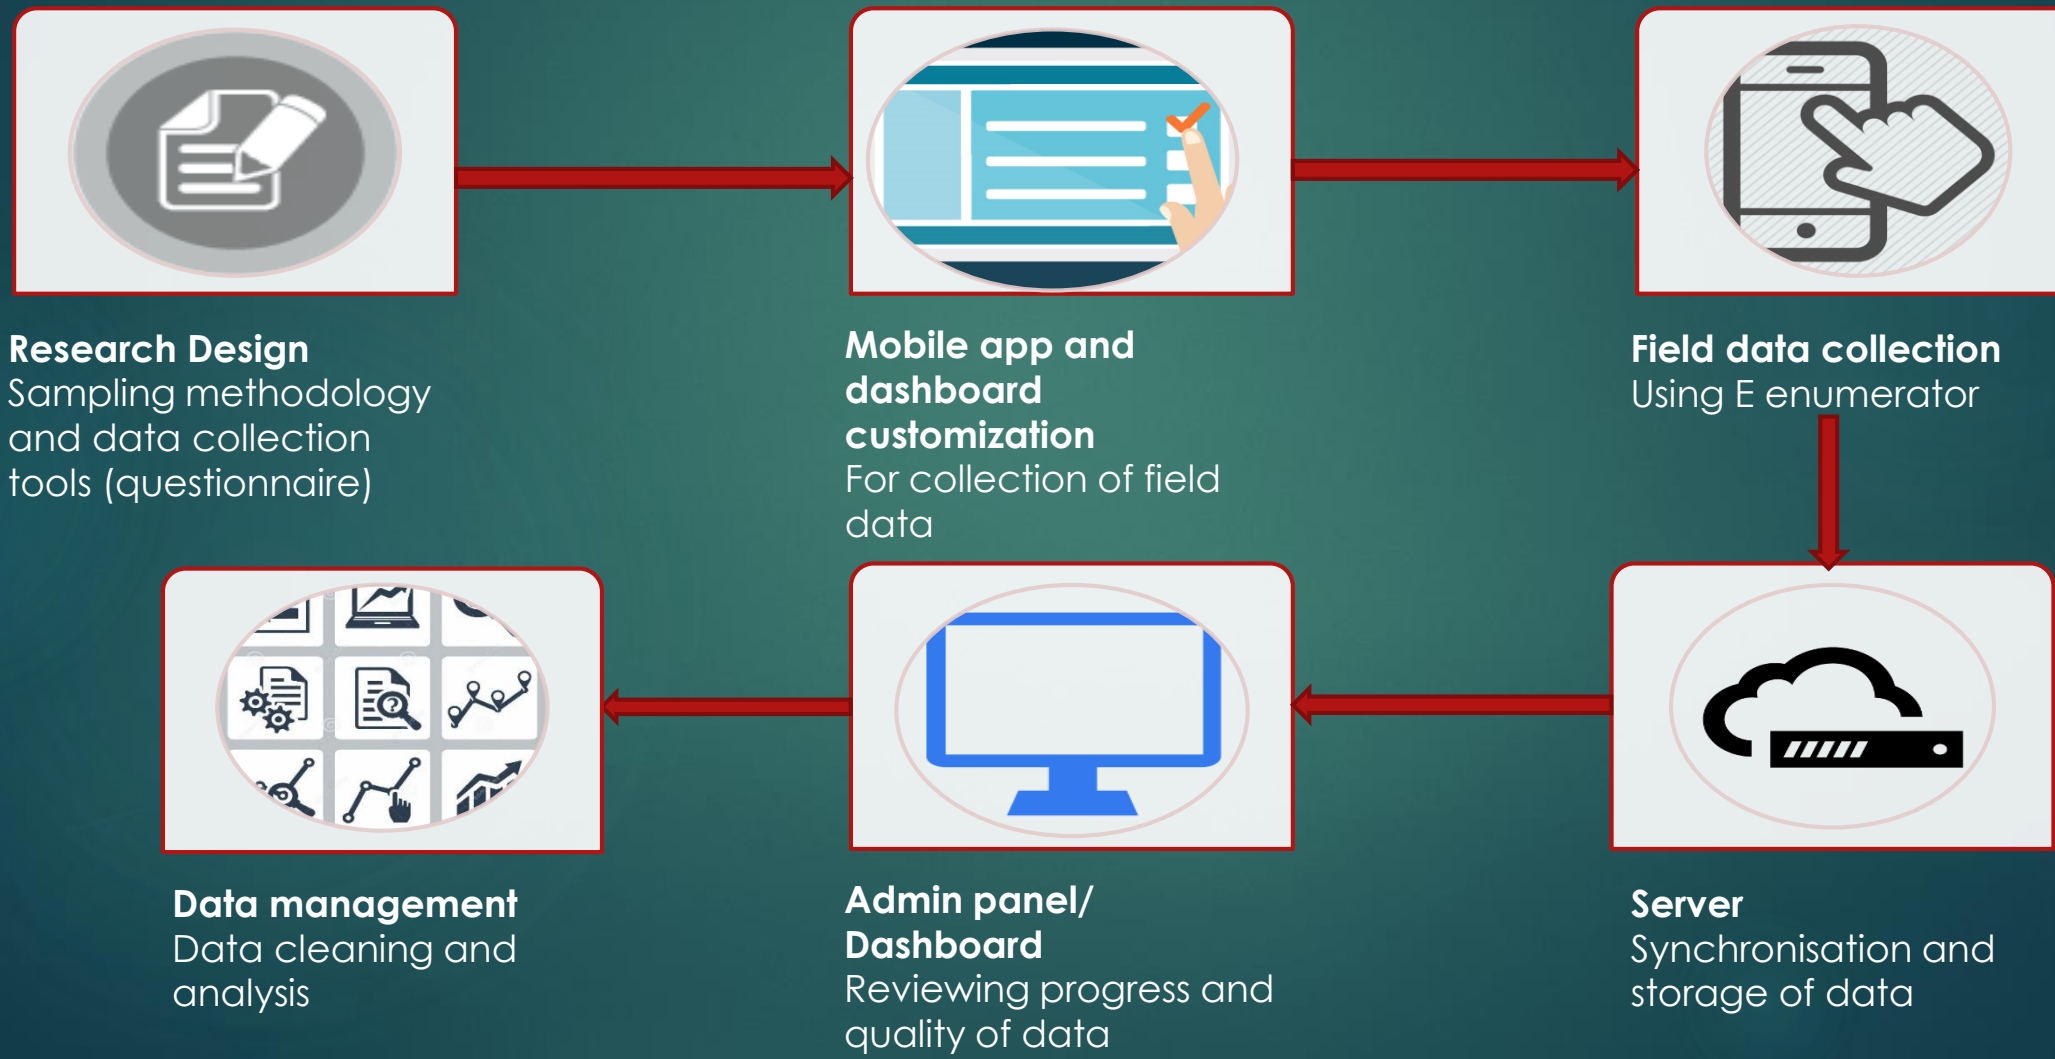 Research Design
Sampling methodology
and data collection
tools (questionnaire)
Mobile app and
dashboard
customization
For collection of field
data
Field data collection
Using E enumerator
Data management
Data cleaning and
analysis
Admin panel/
Dashboard
Reviewing progress and
quality of data
Server
Synchronisation and
storage of data